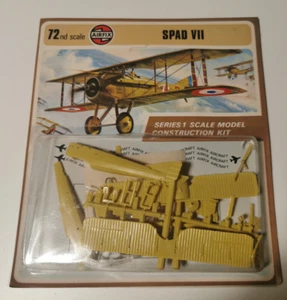 72nd scale
AIRFIX
SPAD VII
SERIES 1 SCALE MODEL
CONSTRUCTION KIT